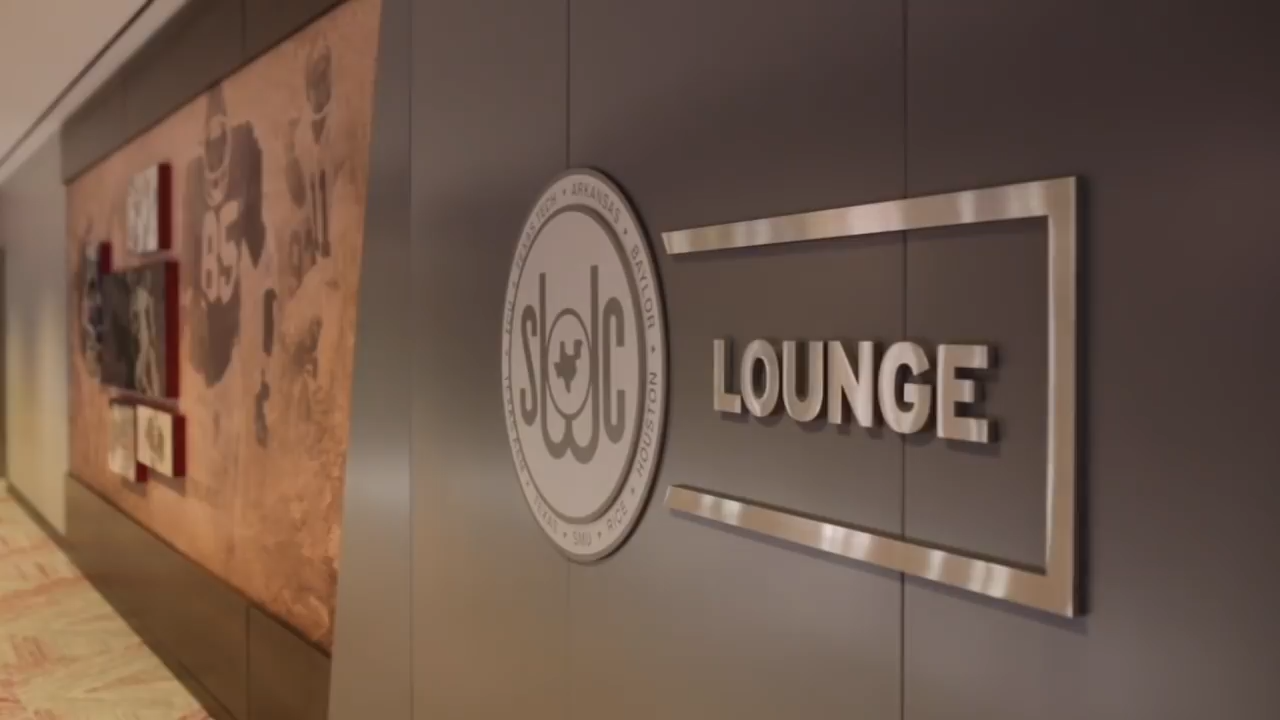 TEXAS TECH • ARKANSAS • BAYLOR • HOUSTON • RICE • SMU • TEXAS
SWC
LOUNGE
85